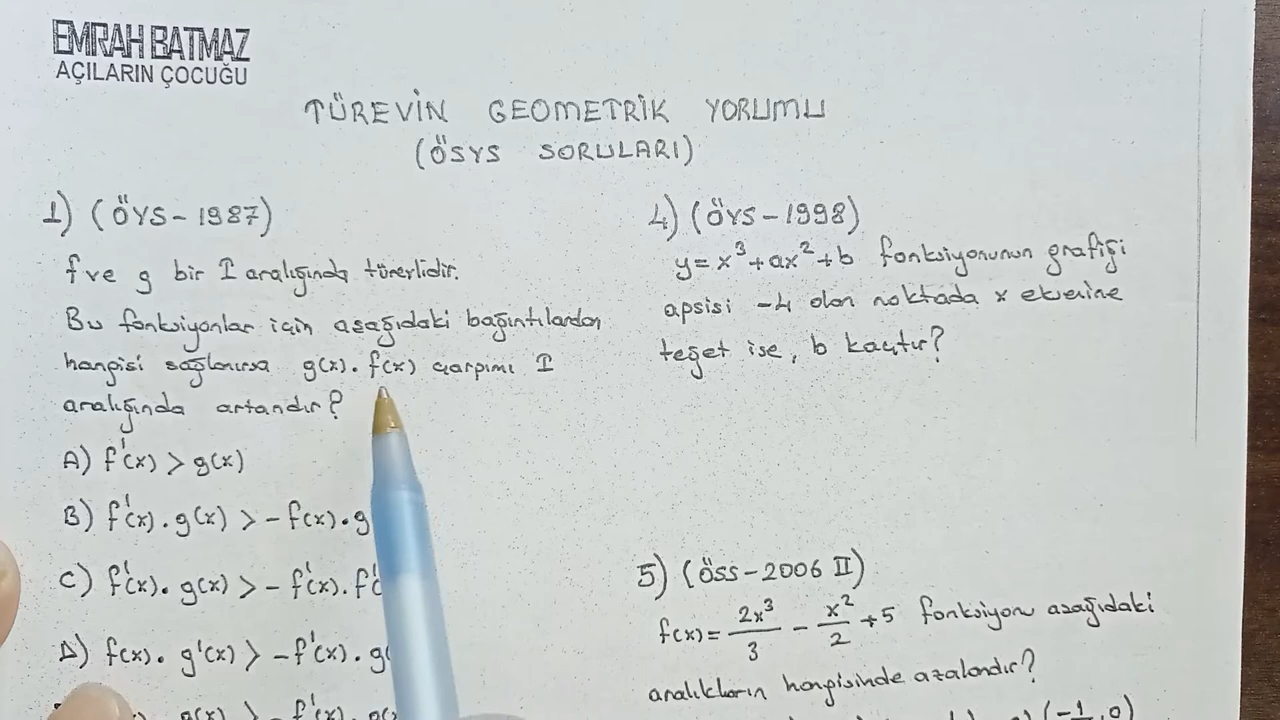 EMRAH BATMAZ
AÇILARIN ÇOCUĞU
TÜREVİN GEOMETRİK YORUMU
(ÖSYS SORULARI)
1) (ÖYS-1987)
f ve g bir I aralığında türevlidir.
Bu fonksiyonlar için aşağıdaki bağıntılardan
hangisi sağlanırsa g(x).f(x) çarpımı I
aralığında artandır?
A) f'(x) > g(x)
B) f'(x).g(x) > -f(x).g
C) f'(x).g(x) > -f'(x).f'(
D) f(x).g'(x) > -f'(x).g(
g(x) > -f'(x).g(x
4) (ÖYS-1998)
y=x³+ax²+b fonksiyonunun grafiği
apsisi -4 olan noktada x eksenine
teğet ise, b kaçtır?
5) (ÖSS-2006 II)
f(x)= 2x³/3 - x²/2 +5 fonksiyonu aşağıdaki
aralıkların hangisinde azalandır?
(-1/ ,0)